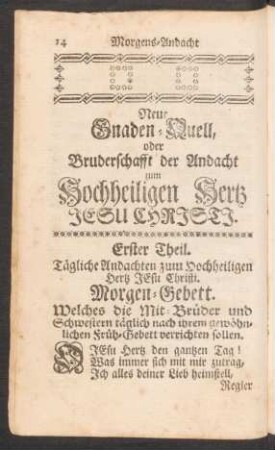 14 Morgens-Andacht
Neue
Gnaden-Quell,
oder
Bruderschafft der Andacht
zum
Hochheiligen Hertz
JESU CHRISTI.
Erster Theil.
Tägliche Andachten zum Hochheiligen
Hertz JEsu Christi.
Morgen-Gebett.
Welches die Mit-Brüder und
Schwestern täglich nach ihrem gewöhn-
lichen Früh-Gebett verrichten sollen.
O JEsu Hertz den gantzen Tag!
Was immer sich mit mir zutrag,
Ich alles deiner Lieb heimstell,
Regier